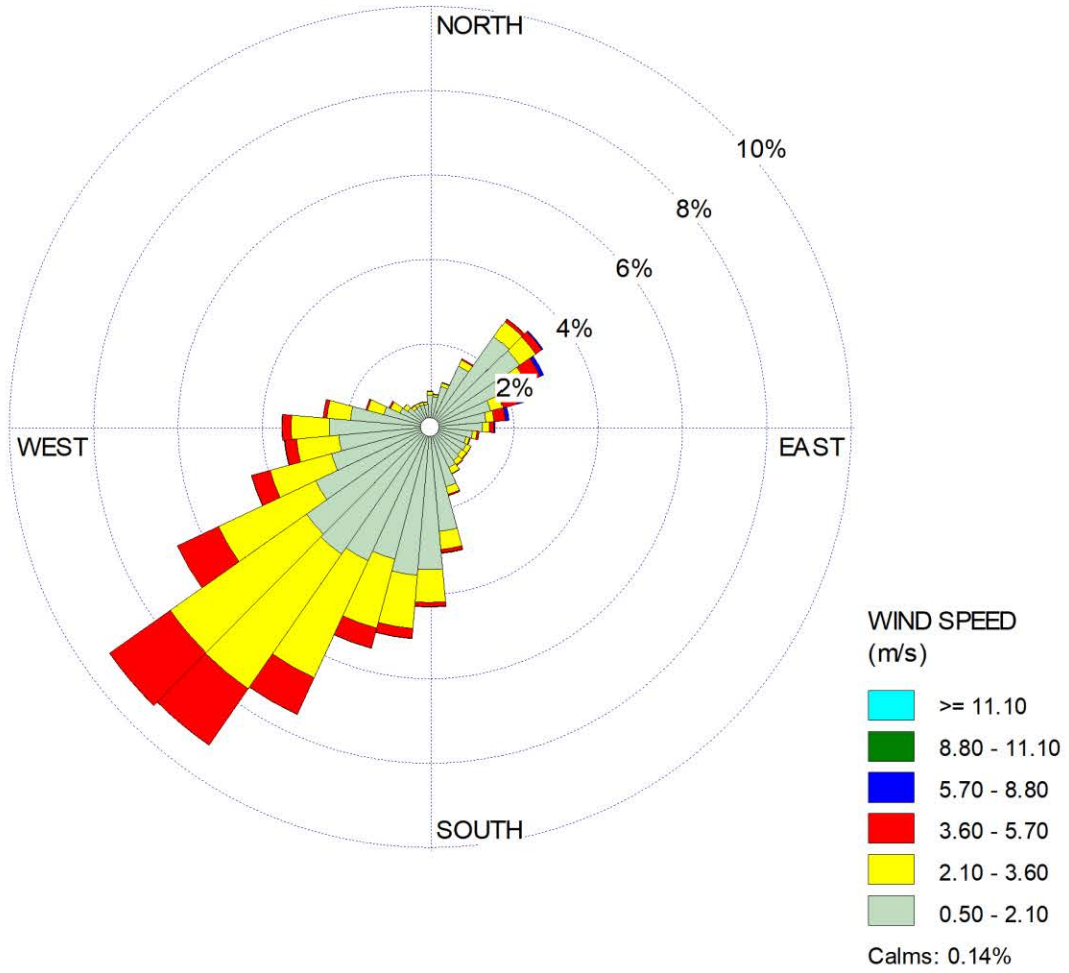 NORTH
10%
8%
6%
4%
2%
WEST
EAST
SOUTH
WIND SPEED
(m/s)
>= 11.10
8.80 - 11.10
5.70 - 8.80
3.60 - 5.70
2.10 - 3.60
0.50 - 2.10
Calms: 0.14%